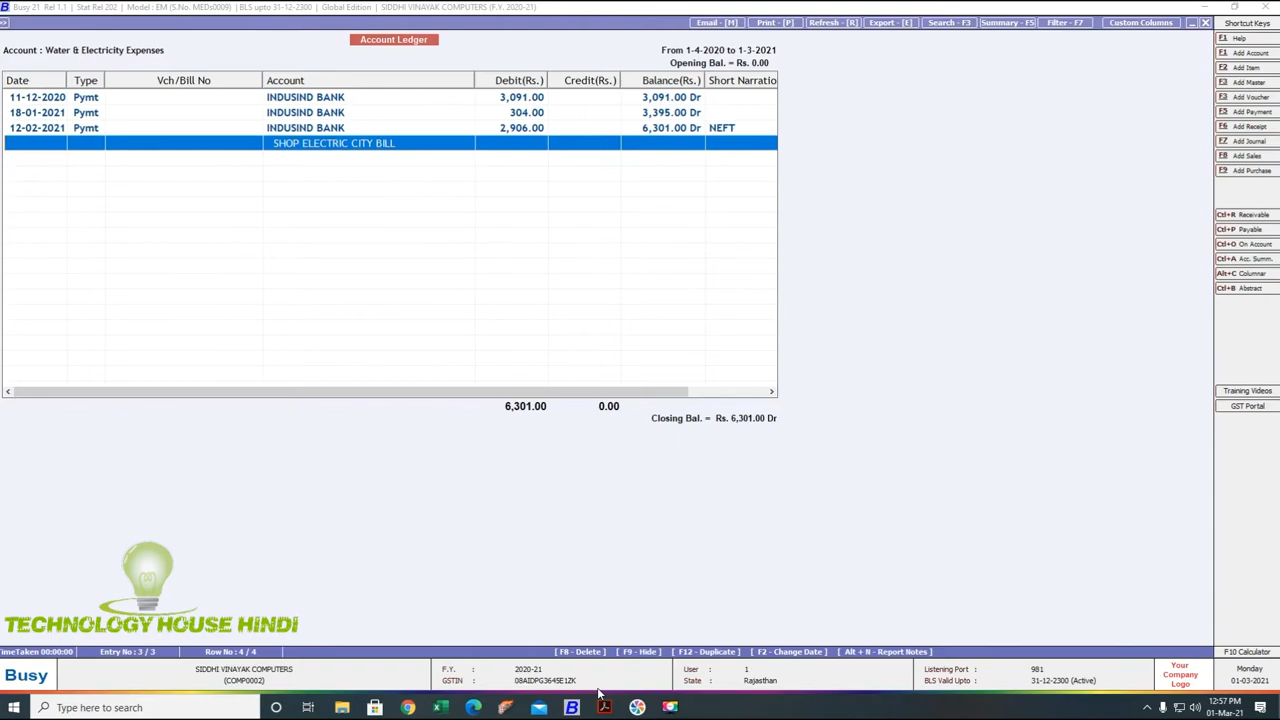 Busy 21 Rel 1.1 | Stat Rel 202 | Model : EM (S.No. MEDs0009) |BLS upto 31-12-2300 | Global Edition | SIDDHI VINAYAK COMPUTERS (F.Y. 2020-21)
>> Email - [M] Print - [P] Refresh - [R] Export - [E] Search - F3 Summary - F5 Filter - F7 Custom Columns
Shortcut Keys
Account Ledger
Account : Water & Electricity Expenses
From 1-4-2020 to 1-3-2021
Opening Bal. = Rs. 0.00
Date Type Vch/Bill No Account Debit(Rs.) Credit(Rs.) Balance(Rs.) Short Narratio
11-12-2020 Pymt INDUSIND BANK 3,091.00 3,091.00 Dr
18-01-2021 Pymt INDUSIND BANK 304.00 3,395.00 Dr
12-02-2021 Pymt INDUSIND BANK 2,906.00 6,301.00 Dr NEFT
SHOP ELECTRIC CITY BILL
6,301.00 0.00
Closing Bal. = Rs. 6,301.00 Dr
F1 Help
F1 Add Account
F2 Add Item
F3 Add Master
F3 Add Voucher
F5 Add Payment
F6 Add Receipt
F7 Add Journal
F8 Add Sales
F9 Add Purchase
Ctl+R Receivable
Ctl+P Payable
Ctl+O On Account
Ctl+A Acc. Summ.
Alt+C Columnar
Ctl+B Abstract
Training Videos
GST Portal
TECHNOLOGY HOUSE HINDI
TimeTaken 00:00:00 Entry No : 3 / 3 Row No : 4 / 4 [ F8 - Delete ] [ F9 - Hide ] [ F12 - Duplicate ] [ F2 - Change Date ] [ Alt + N - Report Notes ] F10 Calculator
Busy
SIDDHI VINAYAK COMPUTERS
(COMP0002)
F.Y. : 2020-21
GSTIN : 08AIDPG3645E1ZK
User : 1
State : Rajasthan
Listening Port : 981
BLS Valid Upto : 31-12-2300 (Active)
Your
Company
Logo
Monday
01-03-2021
Type here to search
12:57 PM
01-Mar-21